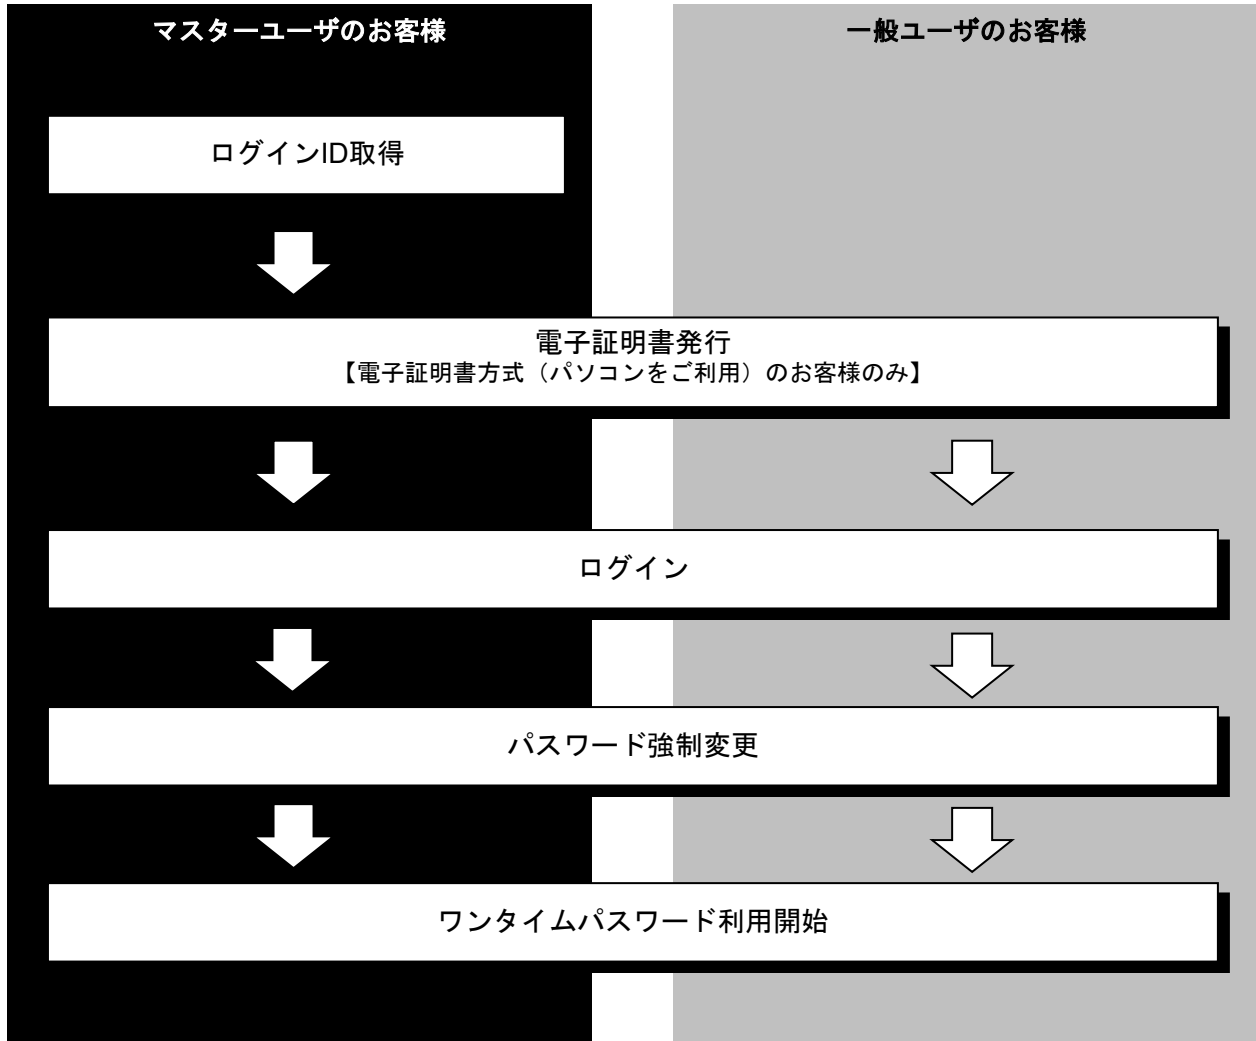 マスターユーザのお客様
一般ユーザのお客様
ログインID取得
電子証明書発行
【電子証明書方式（パソコンをご利用）のお客様のみ】
ログイン
パスワード強制変更
ワンタイムパスワード利用開始